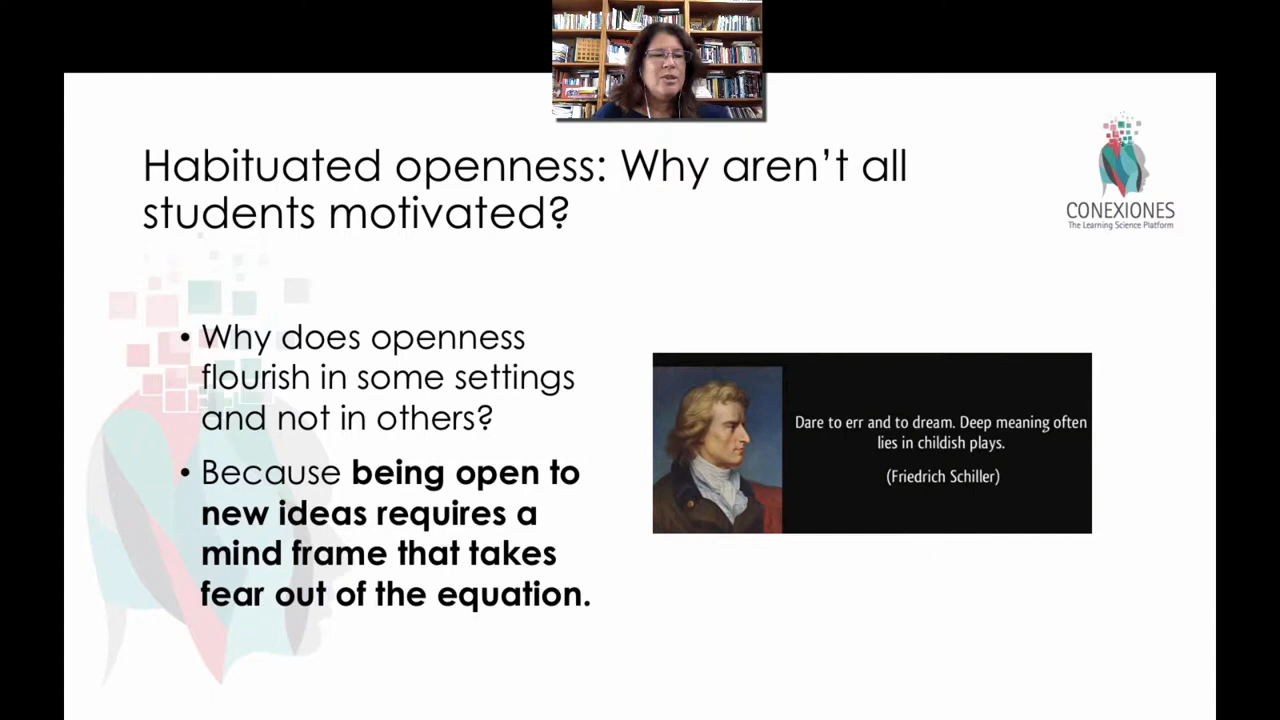 Habituated openness: Why aren't all
students motivated?
CONEXIONES
The Learning Science Platform
• Why does openness
flourish in some settings
and not in others?
• Because being open to
new ideas requires a
mind frame that takes
fear out of the equation.
Dare to err and to dream. Deep meaning often
lies in childish plays.
(Friedrich Schiller)